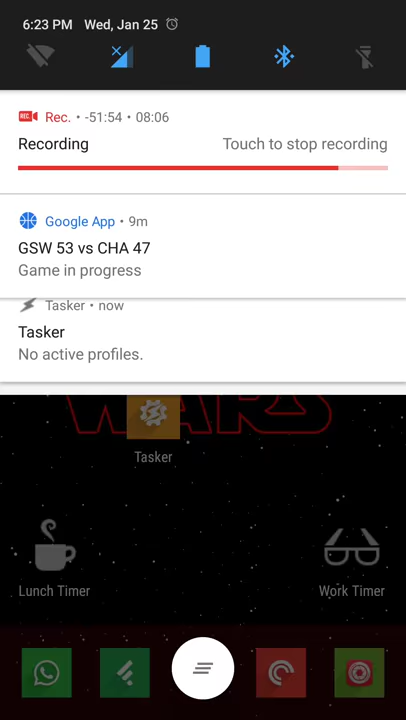 6:23 PM Wed, Jan 25
REC Rec. • -51:54 • 08:06
Recording Touch to stop recording
Google App • 9m
GSW 53 vs CHA 47
Game in progress
Tasker • now
Tasker
No active profiles.
WARS
Tasker
Lunch Timer Work Timer